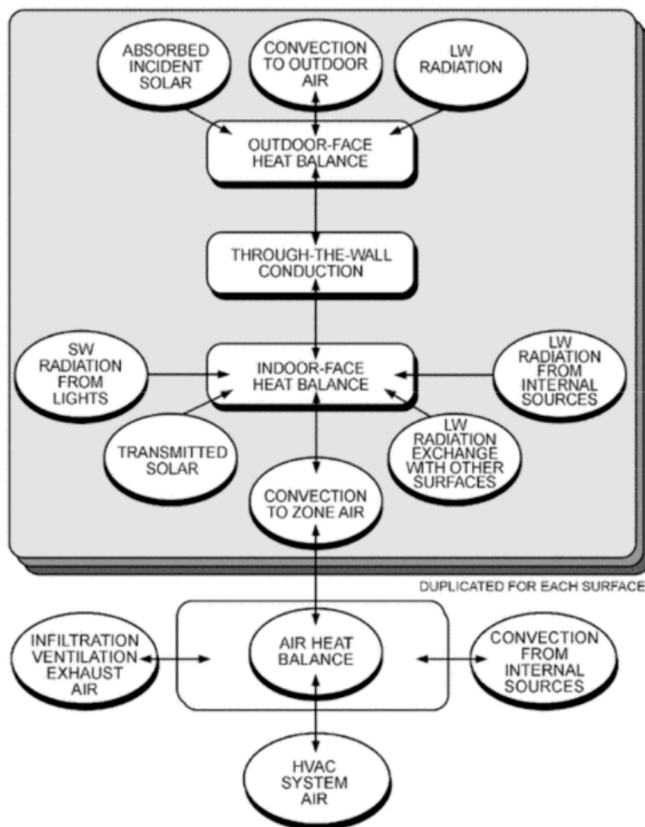 ABSORBED
INCIDENT
SOLAR
CONVECTION
TO OUTDOOR
AIR
LW
RADIATION
OUTDOOR-FACE
HEAT BALANCE
THROUGH-THE-WALL
CONDUCTION
SW
RADIATION
FROM
LIGHTS
INDOOR-FACE
HEAT BALANCE
LW
RADIATION
FROM
INTERNAL
SOURCES
TRANSMITTED
SOLAR
LW
RADIATION
EXCHANGE
WITH OTHER
SURFACES
CONVECTION
TO ZONE AIR
DUPLICATED FOR EACH SURFACE
INFILTRATION
VENTILATION
EXHAUST
AIR
AIR HEAT
BALANCE
CONVECTION
FROM
INTERNAL
SOURCES
HVAC
SYSTEM
AIR